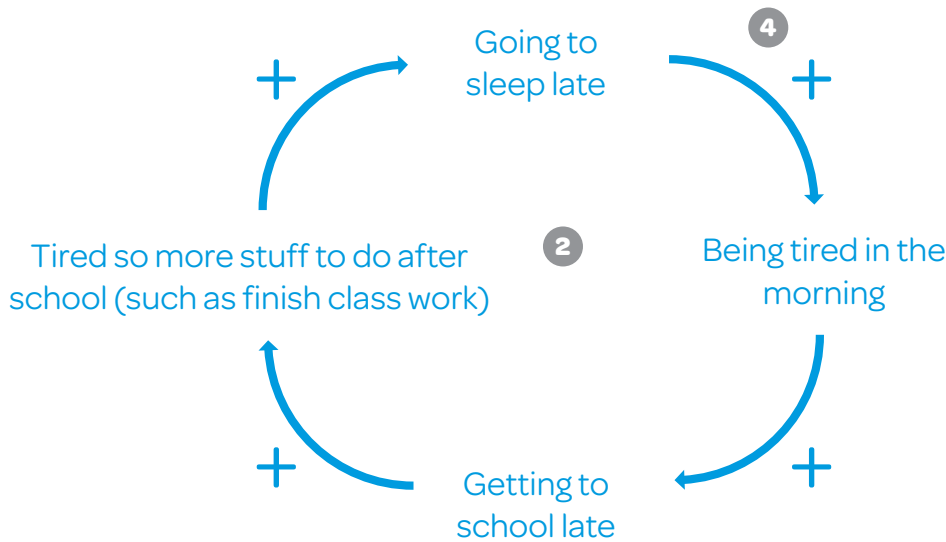 4
Going to
sleep late
+
+
Tired so more stuff to do after
school (such as finish class work)
2
Being tired in the
morning
+
+
Getting to
school late